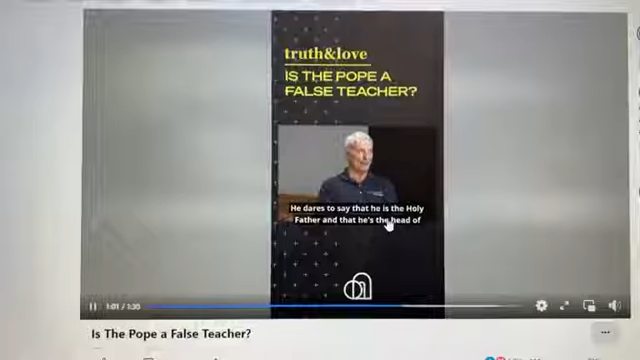 truth&love
IS THE POPE A
FALSE TEACHER?
He dares to say that he is the Holy
Father and that he's the head of
1:01 / 1:30
Is The Pope a False Teacher?